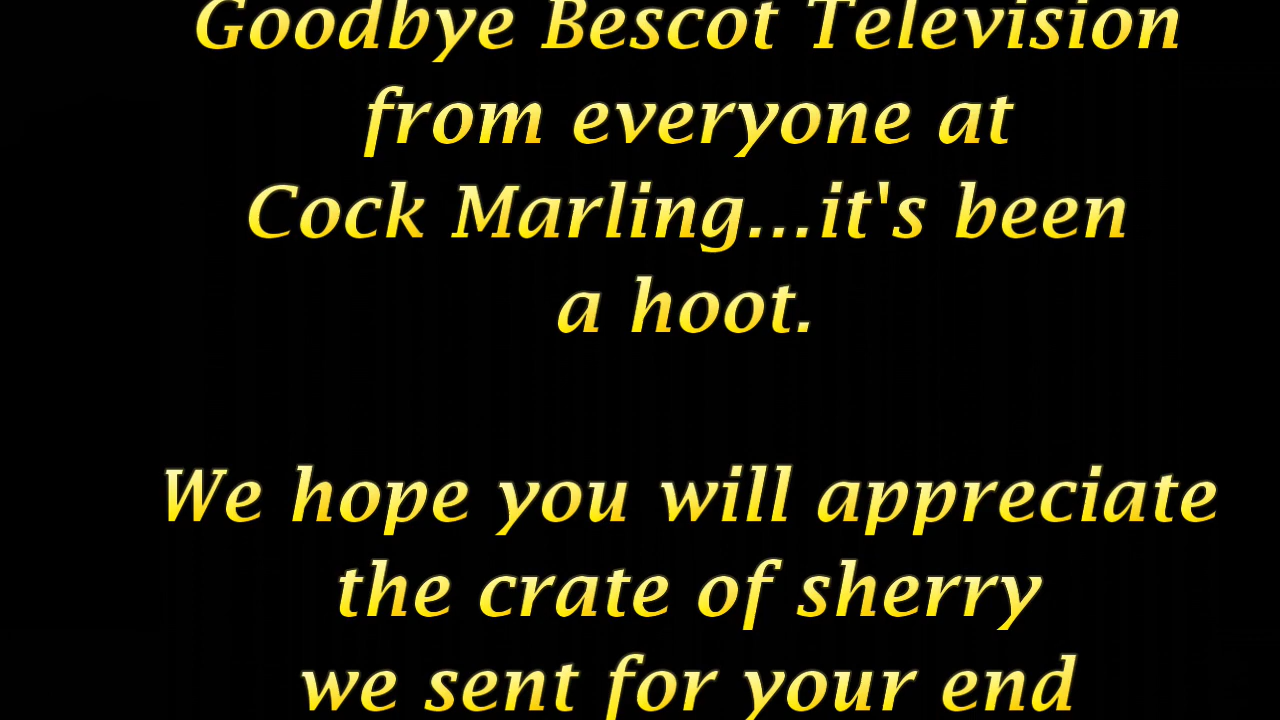 Goodbye Bescot Television
from everyone at
Cock Marling...it's been
a hoot.
We hope you will appreciate
the crate of sherry
we sent for your end